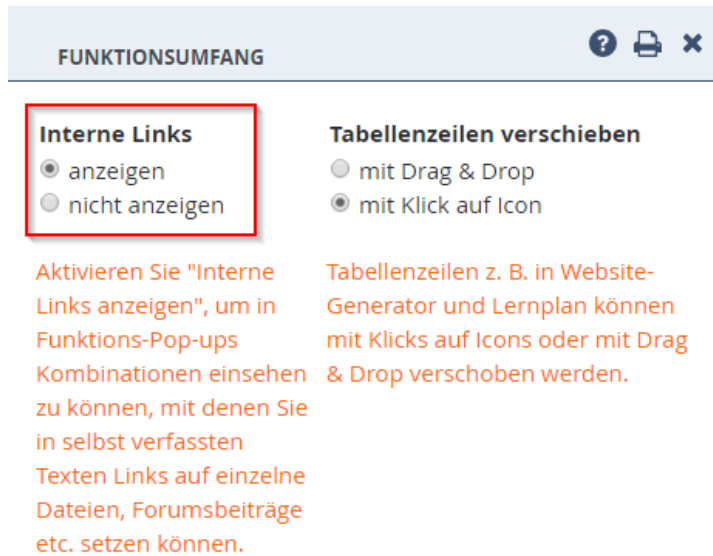 FUNKTIONSUMFANG
Interne Links
anzeigen
nicht anzeigen
Aktivieren Sie "Interne
Links anzeigen", um in
Funktions-Pop-ups
Kombinationen einsehen
zu können, mit denen Sie
in selbst verfassten
Texten Links auf einzelne
Dateien, Forumsbeiträge
etc. setzen können.
Tabellenzeilen verschieben
mit Drag & Drop
mit Klick auf Icon
Tabellenzeilen z. B. in Website-
Generator und Lernplan können
mit Klicks auf Icons oder mit Drag
& Drop verschoben werden.